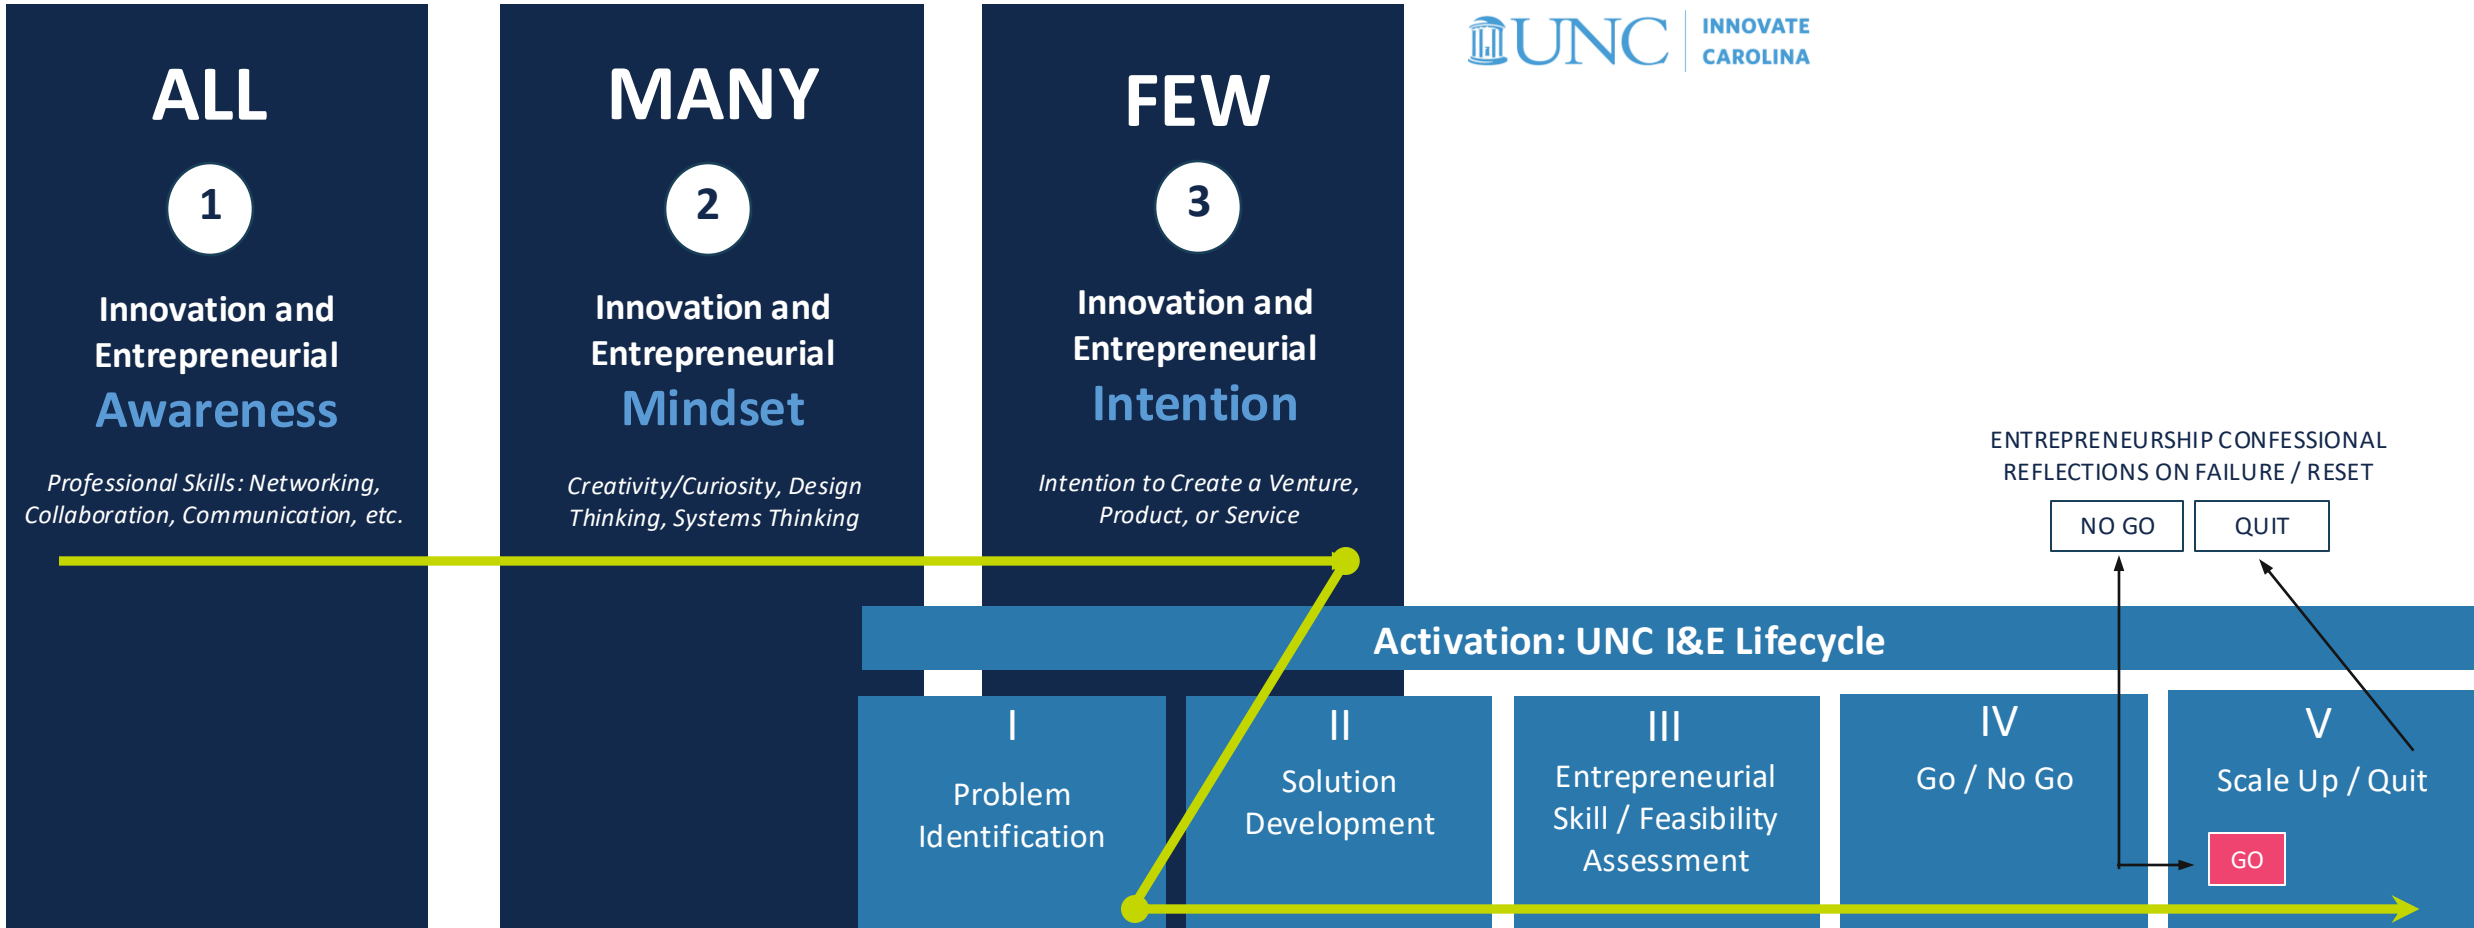 ALL
1
Innovation and
Entrepreneurial
Awareness
Professional Skills: Networking,
Collaboration, Communication, etc.
MANY
2
Innovation and
Entrepreneurial
Mindset
Creativity/Curiosity, Design
Thinking, Systems Thinking
FEW
3
Innovation and
Entrepreneurial
Intention
Intention to Create a Venture,
Product, or Service
UNC
INNOVATE
CAROLINA
ENTREPRENEURSHIP CONFESSIONAL
REFLECTIONS ON FAILURE / RESET
NO GO
QUIT
Activation: UNC I&E Lifecycle
I
Problem
Identification
II
Solution
Development
III
Entrepreneurial
Skill / Feasibility
Assessment
IV
Go / No Go
V
Scale Up / Quit
GO